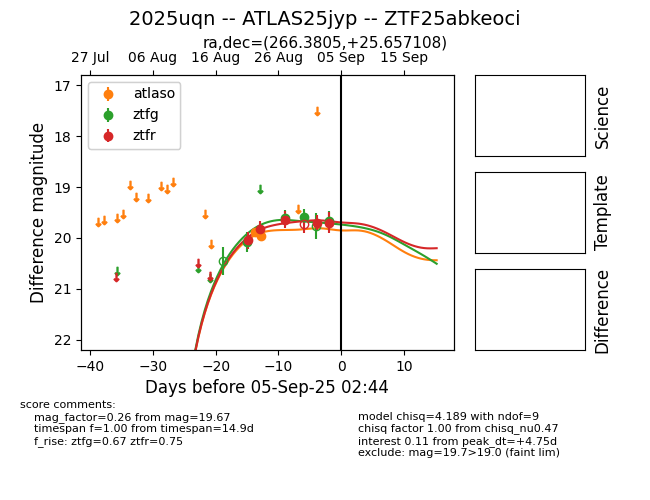 2025uqn -- ATLAS25jyp -- ZTF25abkeoci
ra,dec=(266.3805,+25.657108)
27 Jul 06 Aug 16 Aug 26 Aug 05 Sep 15 Sep
17
18
19
20
21
22
Difference magnitude
atlaso
ztfg
ztfr
−40 −30 −20 −10 0 10
Days before 05-Sep-25 02:44
Science
Template
Difference
score comments:
mag_factor=0.26 from mag=19.67
timespan f=1.00 from timespan=14.9d
f_rise: ztfg=0.67 ztfr=0.75
model chisq=4.189 with ndof=9
chisq factor 1.00 from chisq_nu0.47
interest 0.11 from peak_dt=+4.75d
exclude: mag=19.7>19.0 (faint lim)